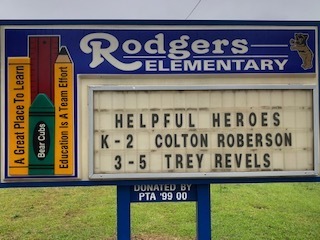 Rodgers
ELEMENTARY
A Great Place To Learn
Bear Cubs
Education Is A Team Effort
HELPFUL HEROES
K-2 COLTON ROBERSON
3-5 TREY REVELS
DONATED BY
PTA '99 00